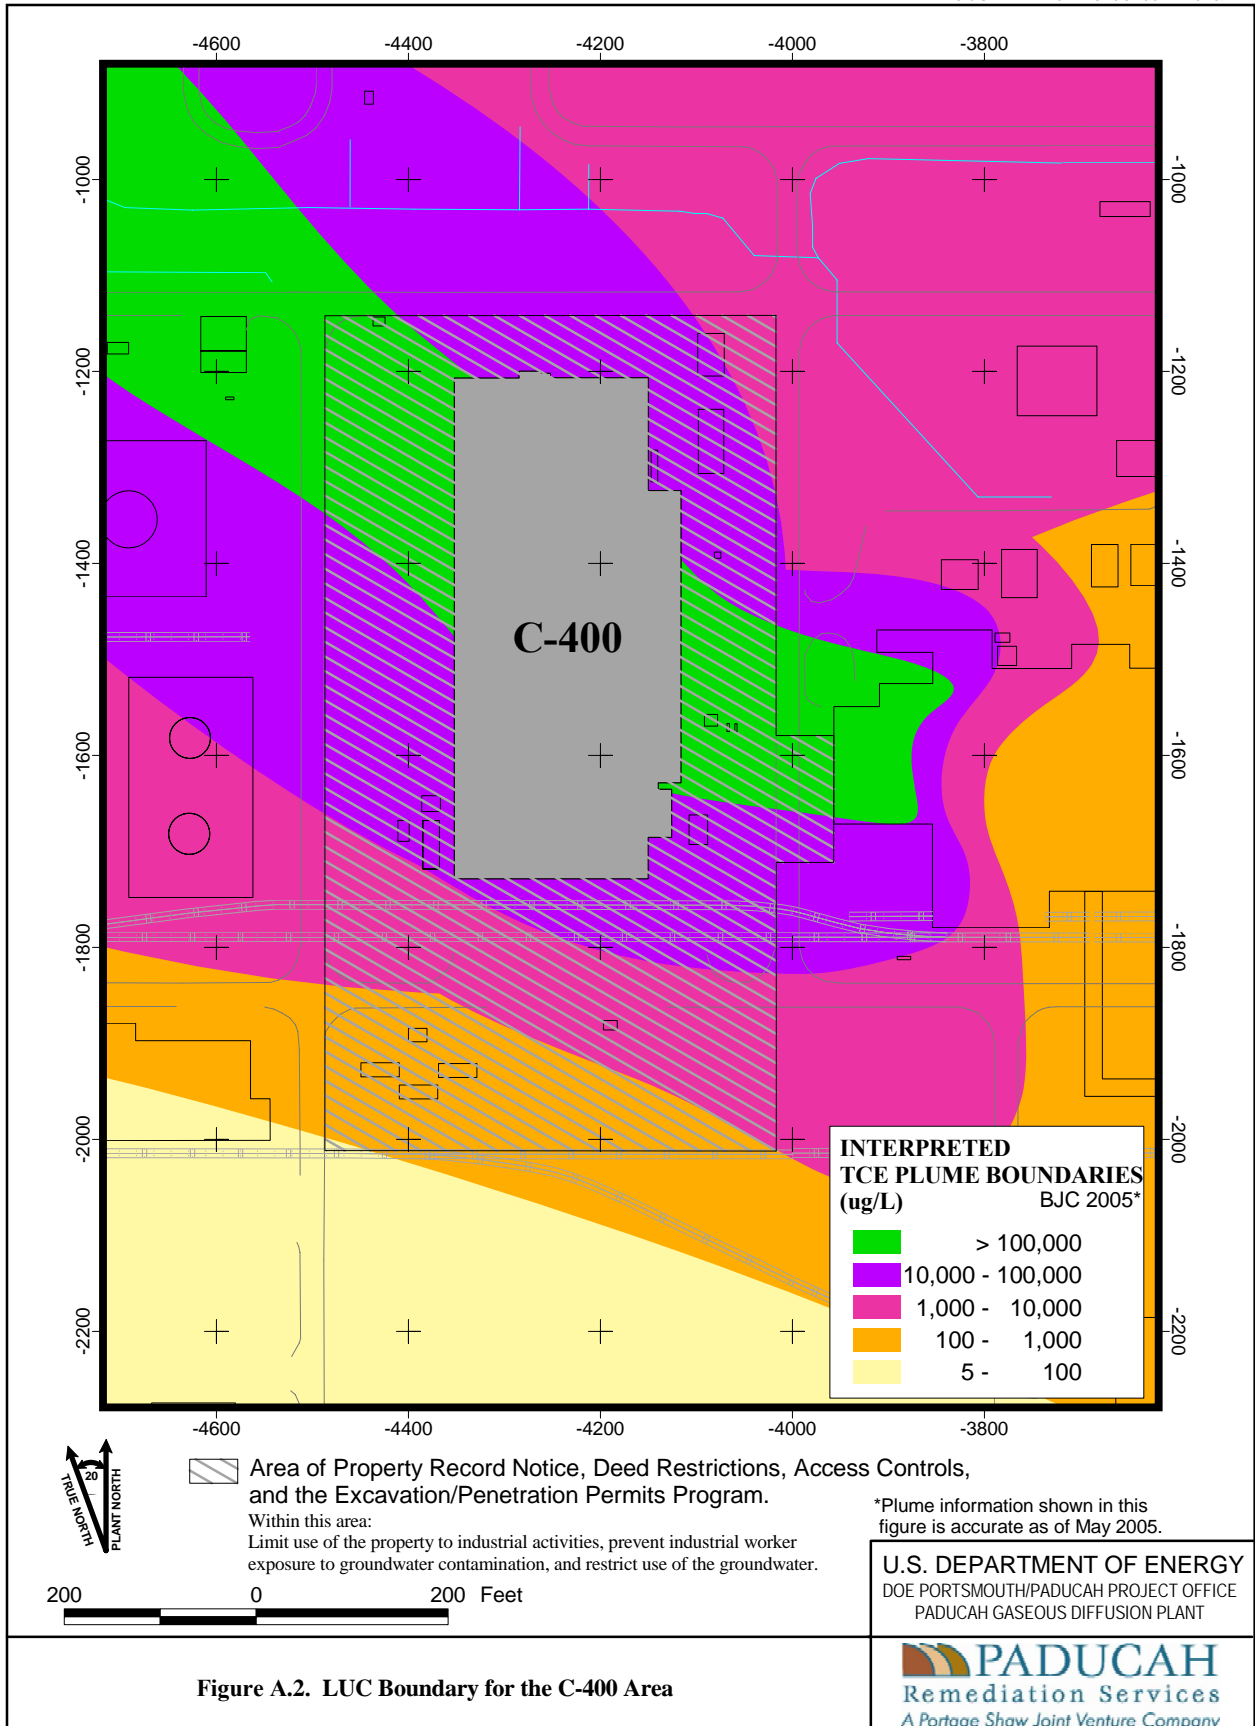 -4600 -4400 -4200 -4000 -3800
-1000 -1000
-1200 -1200
-1400 -1400
C-400
-1600 -1600
-1800 -1800
-2000 -2000
INTERPRETED
TCE PLUME BOUNDARIES
(ug/L) BJC 2005*
> 100,000
10,000 - 100,000
1,000 - 10,000
100 - 1,000
5 - 100
-2200 -2200
-4600 -4400 -4200 -4000 -3800
20
TRUE NORTH
PLANT NORTH
Area of Property Record Notice, Deed Restrictions, Access Controls,
and the Excavation/Penetration Permits Program.
Within this area:
Limit use of the property to industrial activities, prevent industrial worker
exposure to groundwater contamination, and restrict use of the groundwater.
*Plume information shown in this
figure is accurate as of May 2005.
200 0 200 Feet
U.S. DEPARTMENT OF ENERGY
DOE PORTSMOUTH/PADUCAH PROJECT OFFICE
PADUCAH GASEOUS DIFFUSION PLANT
Figure A.2. LUC Boundary for the C-400 Area
PADUCAH
Remediation Services
A Portage Shaw Joint Venture Company